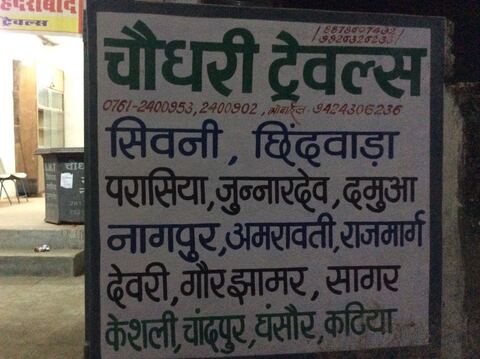 हैदराबाद
ट्रेवल्स
चौधरी ट्रेवल्स
0761-2400953, 2400902, मोबाईल: 9424306236
सिवनी, छिंदवाड़ा
परासिया, जुन्नारदेव, दमुआ
नागपुर, अमरावती, राजमार्ग
देवरी, गौरझामर, सागर
केशली, चांदपुर, घंसौर, कटिया
चौधरी